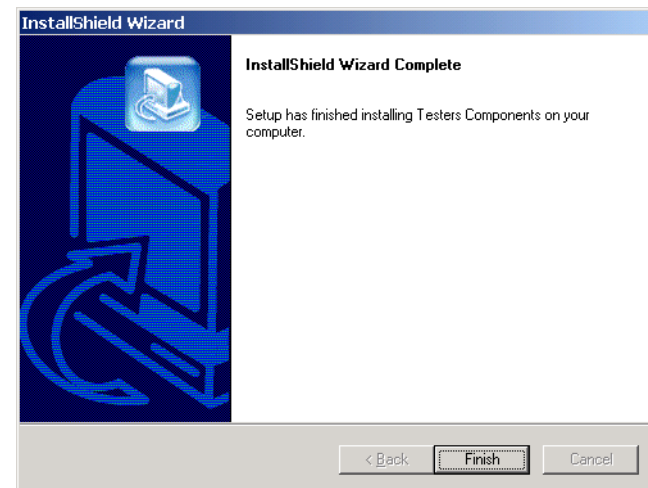 InstallShield Wizard
InstallShield Wizard Complete
Setup has finished installing Testers Components on your
computer.
< Back
Finish
Cancel